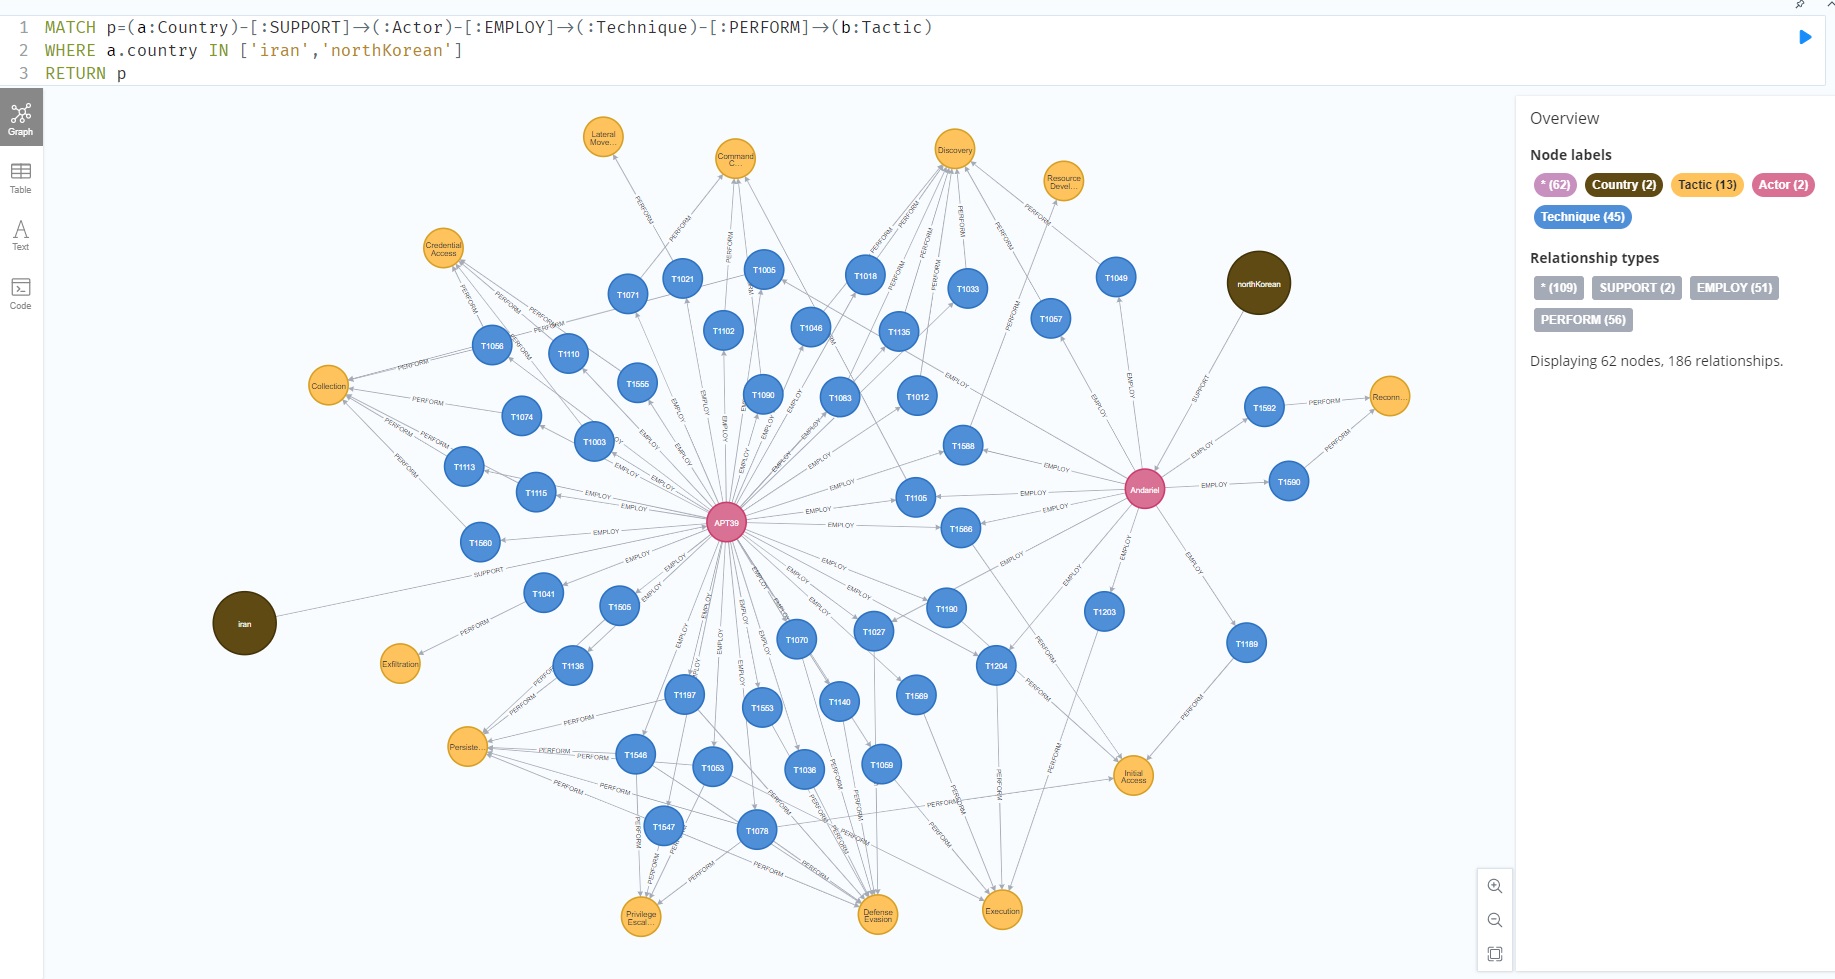 1 MATCH p=(a:Country)-[:SUPPORT]→(:Actor)-[:EMPLOY]→(:Technique)-[:PERFORM]→(b:Tactic)
2 WHERE a.country IN ['iran','northKorean']
3 RETURN p
Graph
Table
Text
Code
Overview
Node labels
* (62) Country (2) Tactic (13) Actor (2)
Technique (45)
Relationship types
* (109) SUPPORT (2) EMPLOY (51)
PERFORM (56)
Displaying 62 nodes, 186 relationships.
Lateral
Move...
Command
C...
Discovery
Resource
Devel...
Credential
Access
T1071
T1021
T1005
T1018
T1033
T1049
northKorean
T1057
T1102
T1046
T1135
T1056
T1110
T1555
Collection
T1090
T1083
T1012
T1592
Reconn...
T1074
T1003
T1588
T1113
T1115
T1105
Andariel
T1590
APT39
T1566
T1560
SUPPORT
EMPLOY
PERFORM
T1041
T1505
T1190
T1203
iran
T1070
T1027
T1189
Exfiltration
T1136
T1204
T1197
T1553
T1140
T1569
Persiste...
T1546
T1053
T1036
T1059
Initial
Access
T1547
T1078
Privilege
Escal...
Defense
Evasion
Execution